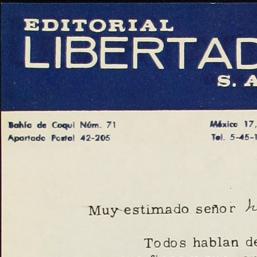 EDITORIAL
LIBERTAD
S. A
Bahía de Coqui Núm. 71
Apartado Postal 42-205
México 17,
Tel. 5-45-1
Muy estimado señor
Todos hablan de